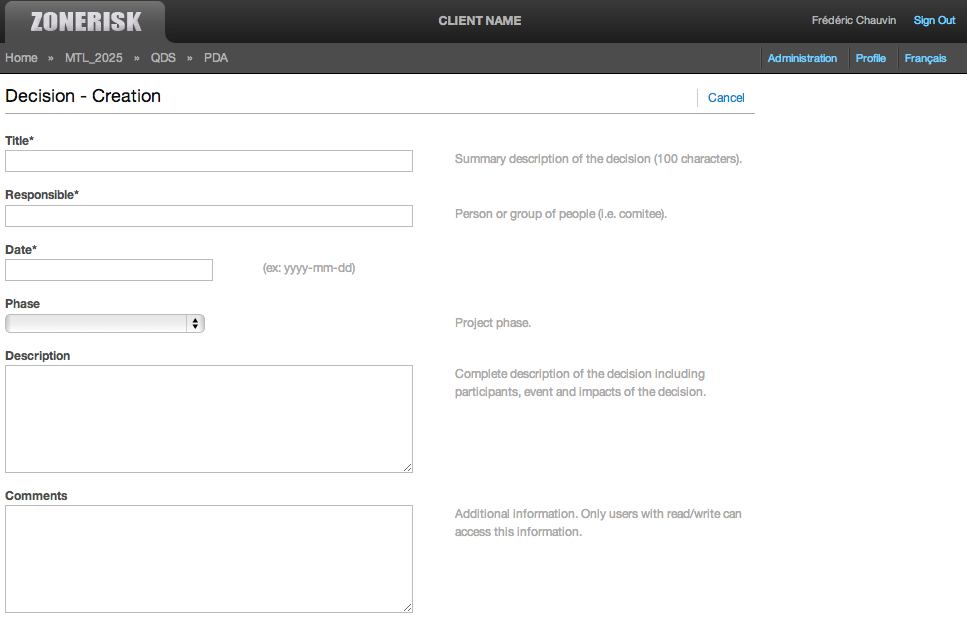 ZONERISK
CLIENT NAME
Frédéric Chauvin Sign Out
Home » MTL_2025 » QDS » PDA
Administration Profile Français
Decision - Creation
Cancel
Title*
Summary description of the decision (100 characters).
Responsible*
Person or group of people (i.e. comitee).
Date*
(ex: yyyy-mm-dd)
Phase
Project phase.
Description
Complete description of the decision including
participants, event and impacts of the decision.
Comments
Additional information. Only users with read/write can
access this information.